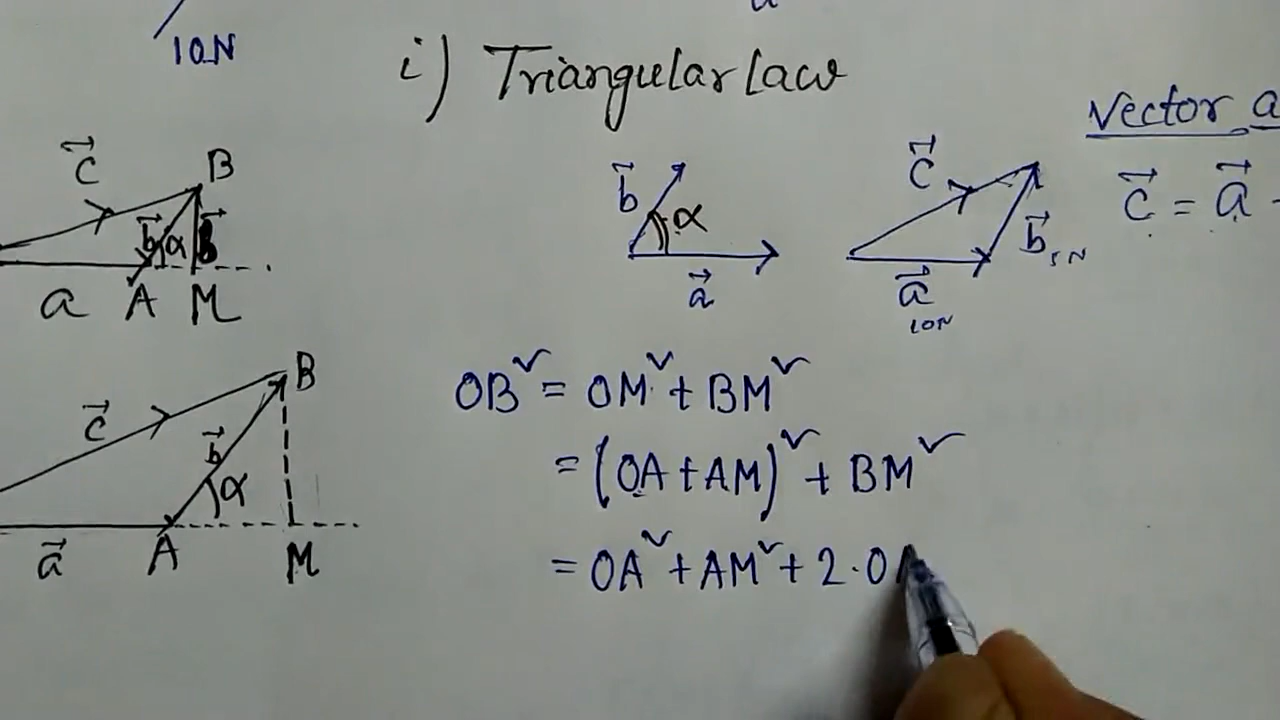 10N
i) Triangular Law
Vector a
c⃗ B
b⃗ α
a A M
b⃗ α
a⃗
c⃗
b⃗ 5N
a⃗
10N
c⃗ = a⃗
OB² = OM² + BM²
= (OA + AM)² + BM²
= OA² + AM² + 2·O
c⃗ B
b⃗ α
a⃗ A M